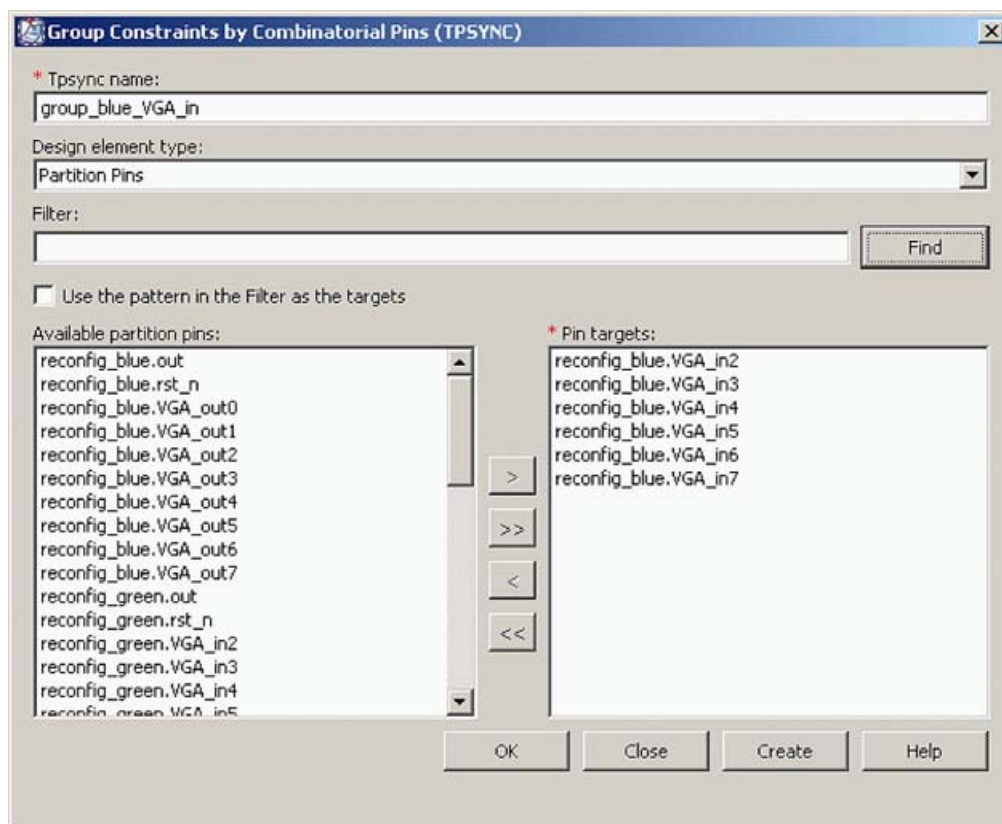 Group Constraints by Combinatorial Pins (TPSYNC)
* Tpsync name:
group_blue_VGA_in
Design element type:
Partition Pins
Filter:
Find
Use the pattern in the Filter as the targets
Available partition pins:
reconfig_blue.out
reconfig_blue.rst_n
reconfig_blue.VGA_out0
reconfig_blue.VGA_out1
reconfig_blue.VGA_out2
reconfig_blue.VGA_out3
reconfig_blue.VGA_out4
reconfig_blue.VGA_out5
reconfig_blue.VGA_out6
reconfig_blue.VGA_out7
reconfig_green.out
reconfig_green.rst_n
reconfig_green.VGA_in2
reconfig_green.VGA_in3
reconfig_green.VGA_in4
reconfig_green.VGA_in5
>
>>
<
<<
* Pin targets:
reconfig_blue.VGA_in2
reconfig_blue.VGA_in3
reconfig_blue.VGA_in4
reconfig_blue.VGA_in5
reconfig_blue.VGA_in6
reconfig_blue.VGA_in7
OK
Close
Create
Help